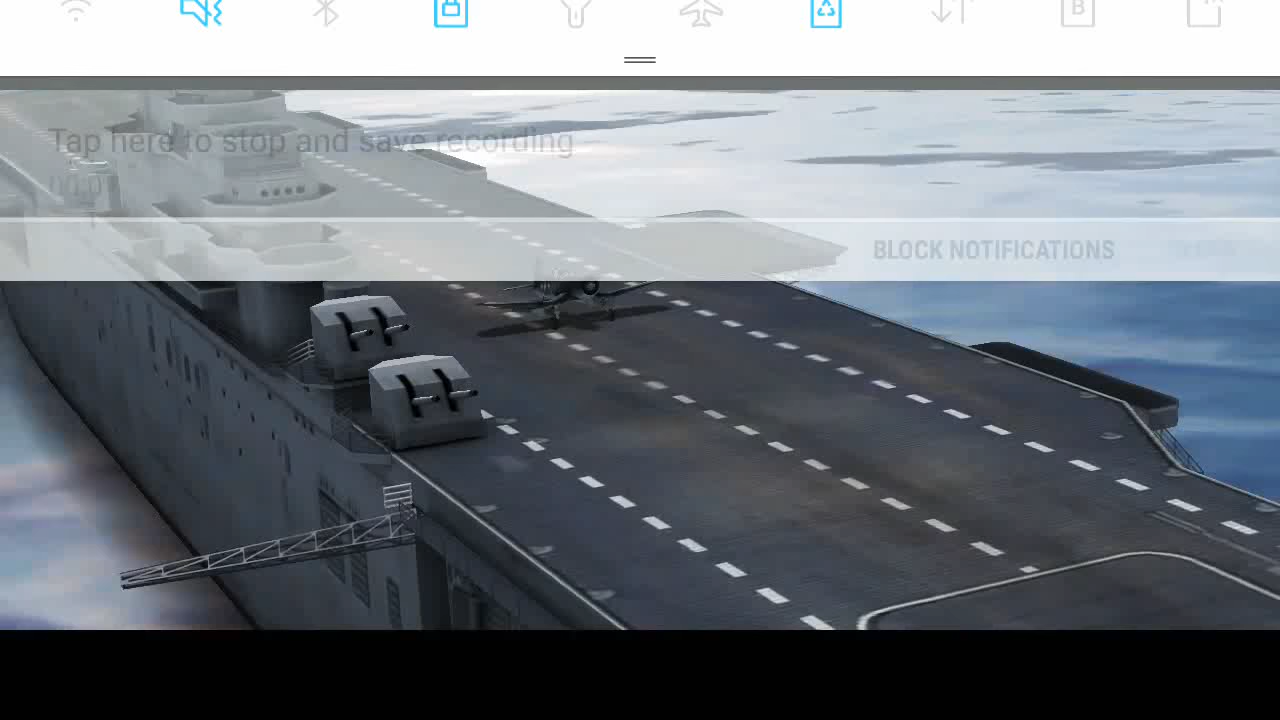 B
Tap here to stop and save recording
BLOCK NOTIFICATIONS